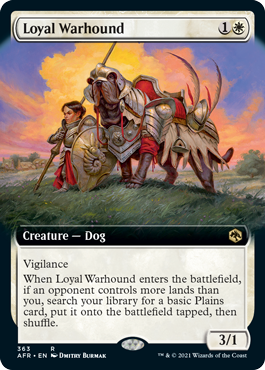 Loyal Warhound 1
Creature — Dog
Vigilance
When Loyal Warhound enters the battlefield,
if an opponent controls more lands than
you, search your library for a basic Plains
card, put it onto the battlefield tapped, then
shuffle.
3/1
363 R
AFR • EN DMITRY BURMAK ™ & © 2021 Wizards of the Coast